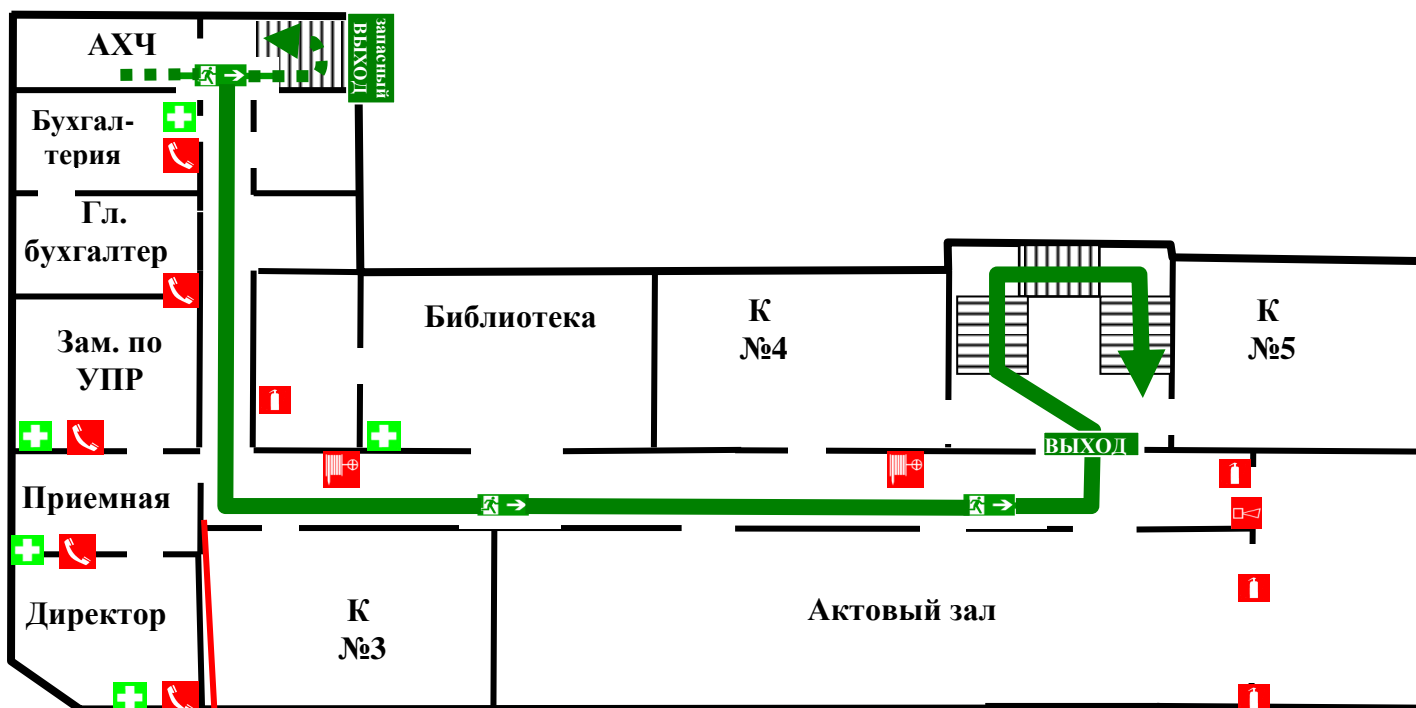 АХЧ
запасный
ВЫХОД
Бухгал-
терия
Гл.
бухгалтер
Зам. по
УПР
Библиотека
К
№4
К
№5
ВЫХОД
Приемная
Директор
К
№3
Актовый зал